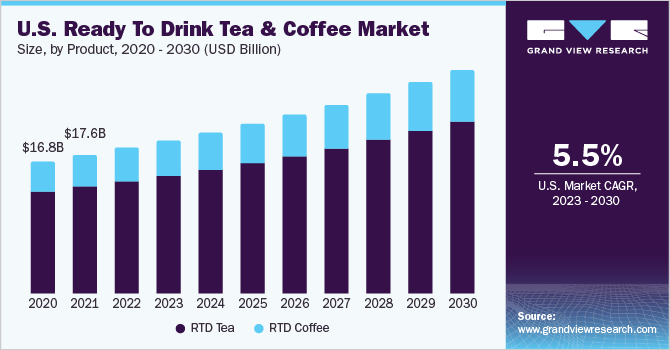 U.S. Ready To Drink Tea & Coffee Market
Size, by Product, 2020 - 2030 (USD Billion)
$16.8B
$17.6B
2020 2021 2022 2023 2024 2025 2026 2027 2028 2029 2030
RTD Tea RTD Coffee
GRAND VIEW RESEARCH
5.5%
U.S. Market CAGR,
2023 - 2030
Source:
www.grandviewresearch.com